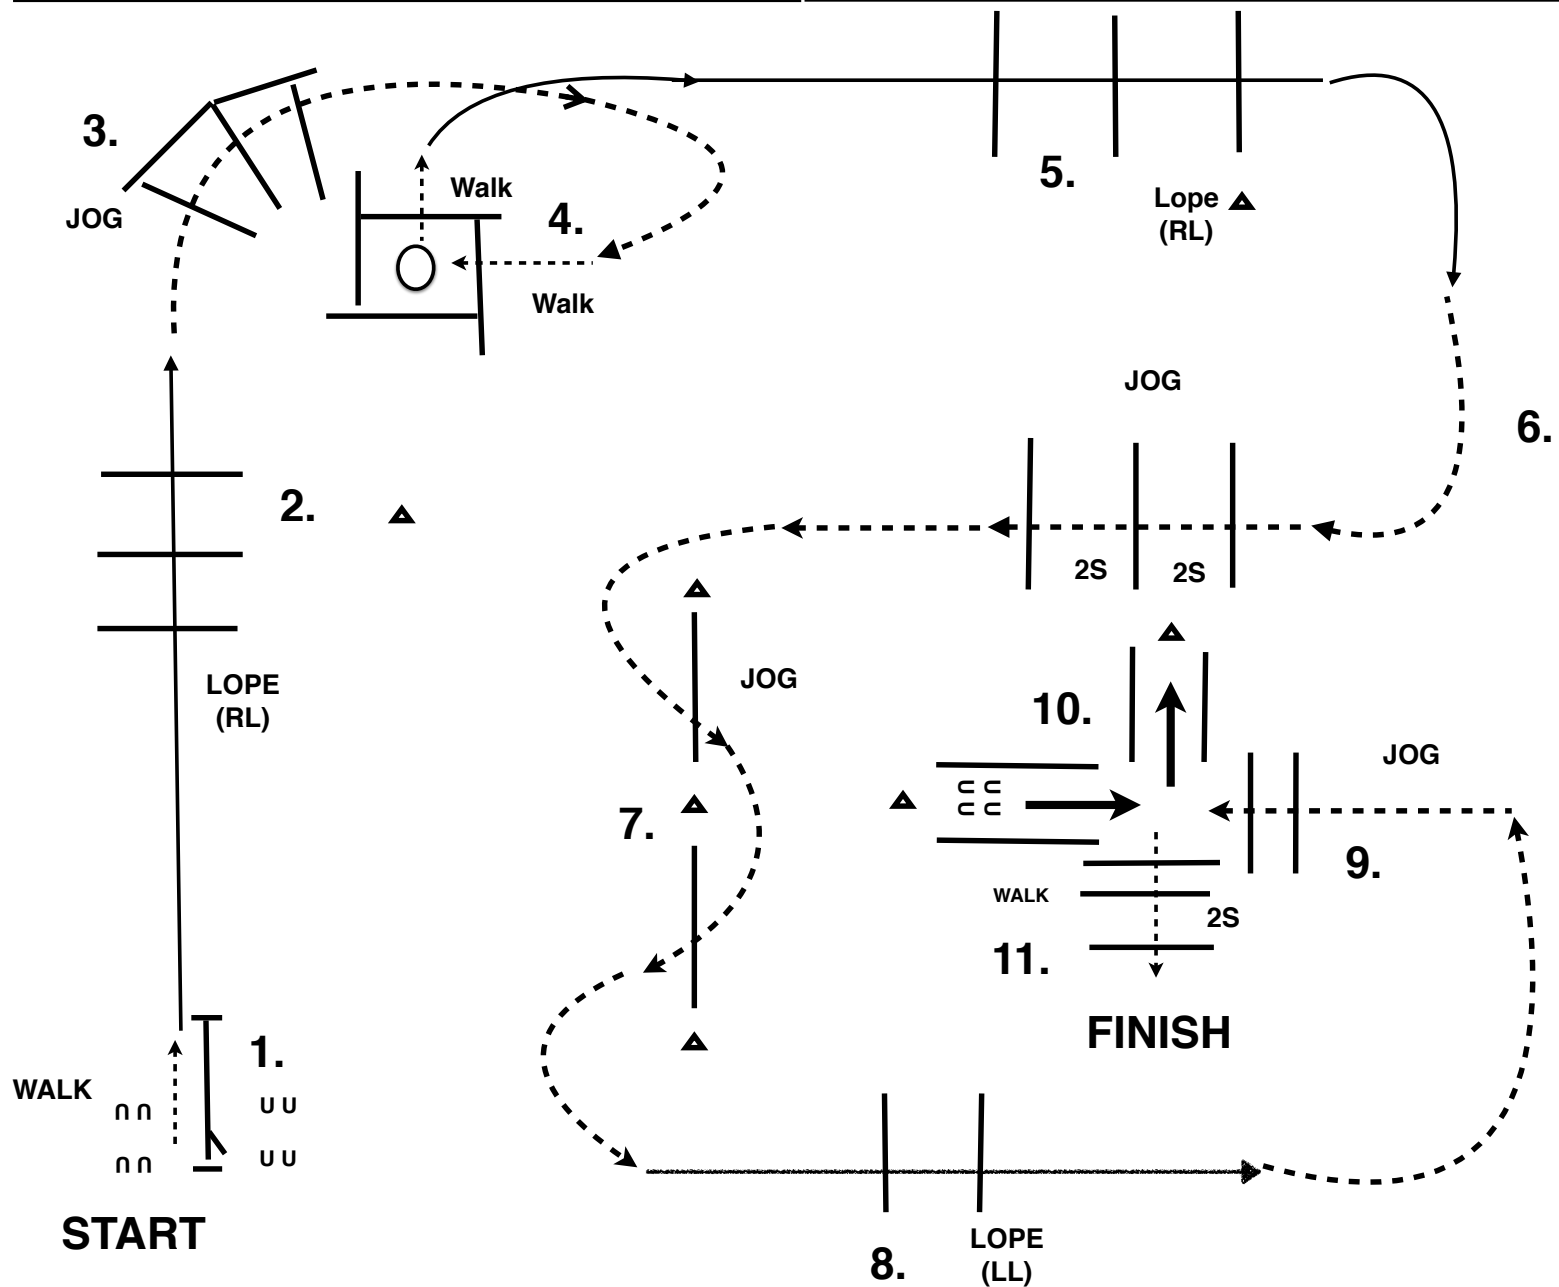 3.
JOG
Walk
4.
Walk
5.
Lope
(RL)
JOG
6.
2.
2S
2S
LOPE
(RL)
JOG
10.
JOG
7.
9.
WALK
2S
11.
FINISH
1.
WALK
START
LOPE
(LL)
8.